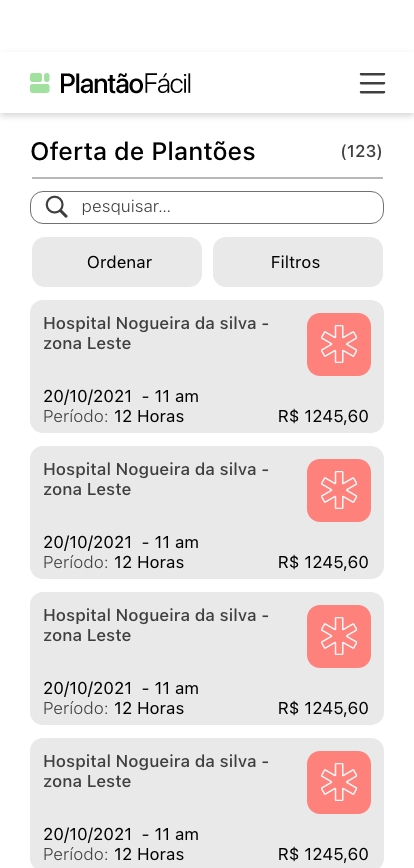 PlantãoFácil
Oferta de Plantões (123)
pesquisar...
Ordenar Filtros
Hospital Nogueira da silva -
zona Leste
20/10/2021 - 11 am
Período: 12 Horas R$ 1245,60
Hospital Nogueira da silva -
zona Leste
20/10/2021 - 11 am
Período: 12 Horas R$ 1245,60
Hospital Nogueira da silva -
zona Leste
20/10/2021 - 11 am
Período: 12 Horas R$ 1245,60
Hospital Nogueira da silva -
zona Leste
20/10/2021 - 11 am
Período: 12 Horas R$ 1245,60